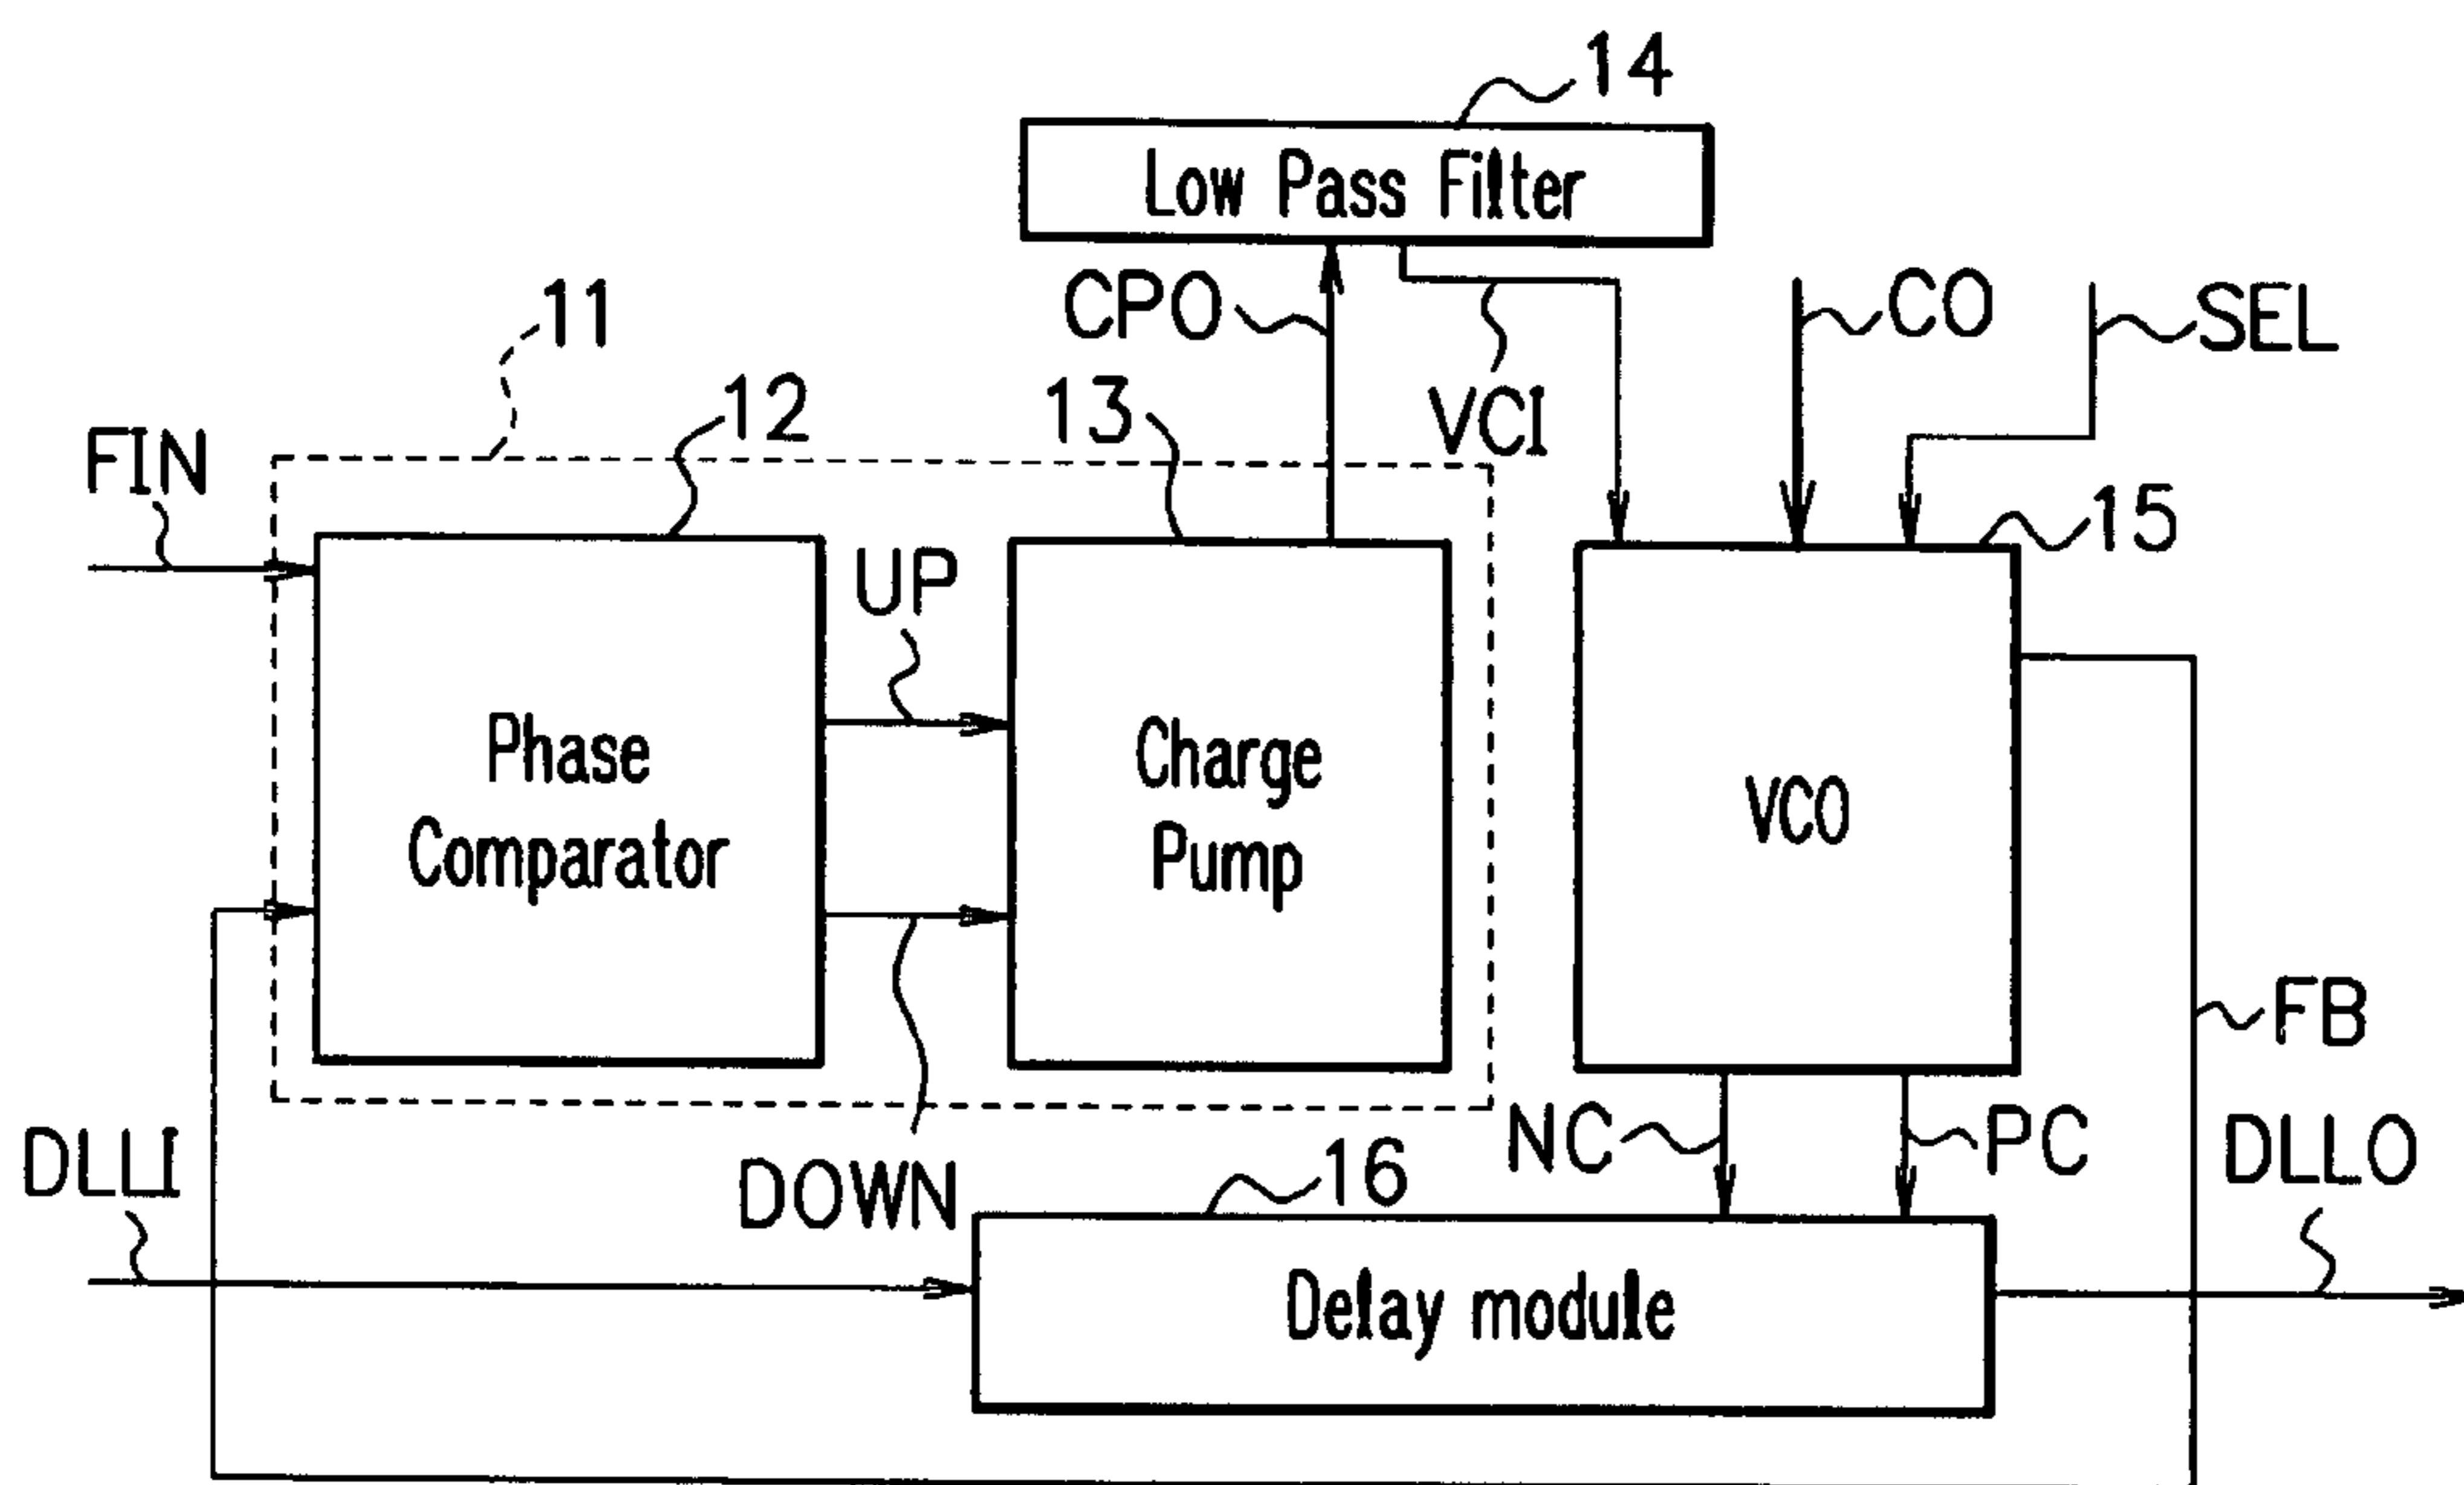 14
Low Pass Filter
11
CPO
CO
SEL
12
13
VCI
FIN
15
UP
Phase
Comparator
Charge
Pump
VCO
FB
DLLI
DOWN
16
NC
PC
DLLO
Delay module